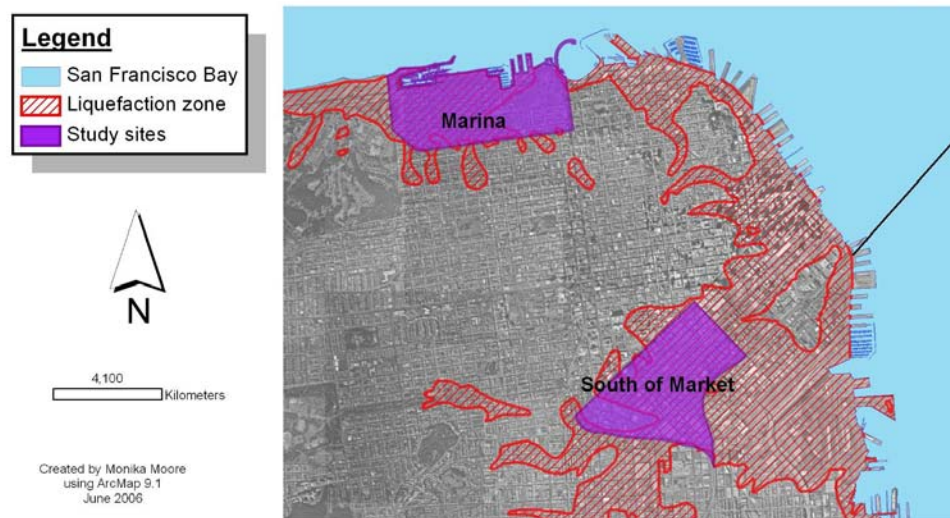 Legend
San Francisco Bay
Liquefaction zone
Study sites
N
4,100
Kilometers
Created by Monika Moore
using ArcMap 9.1
June 2006
Marina
South of Market